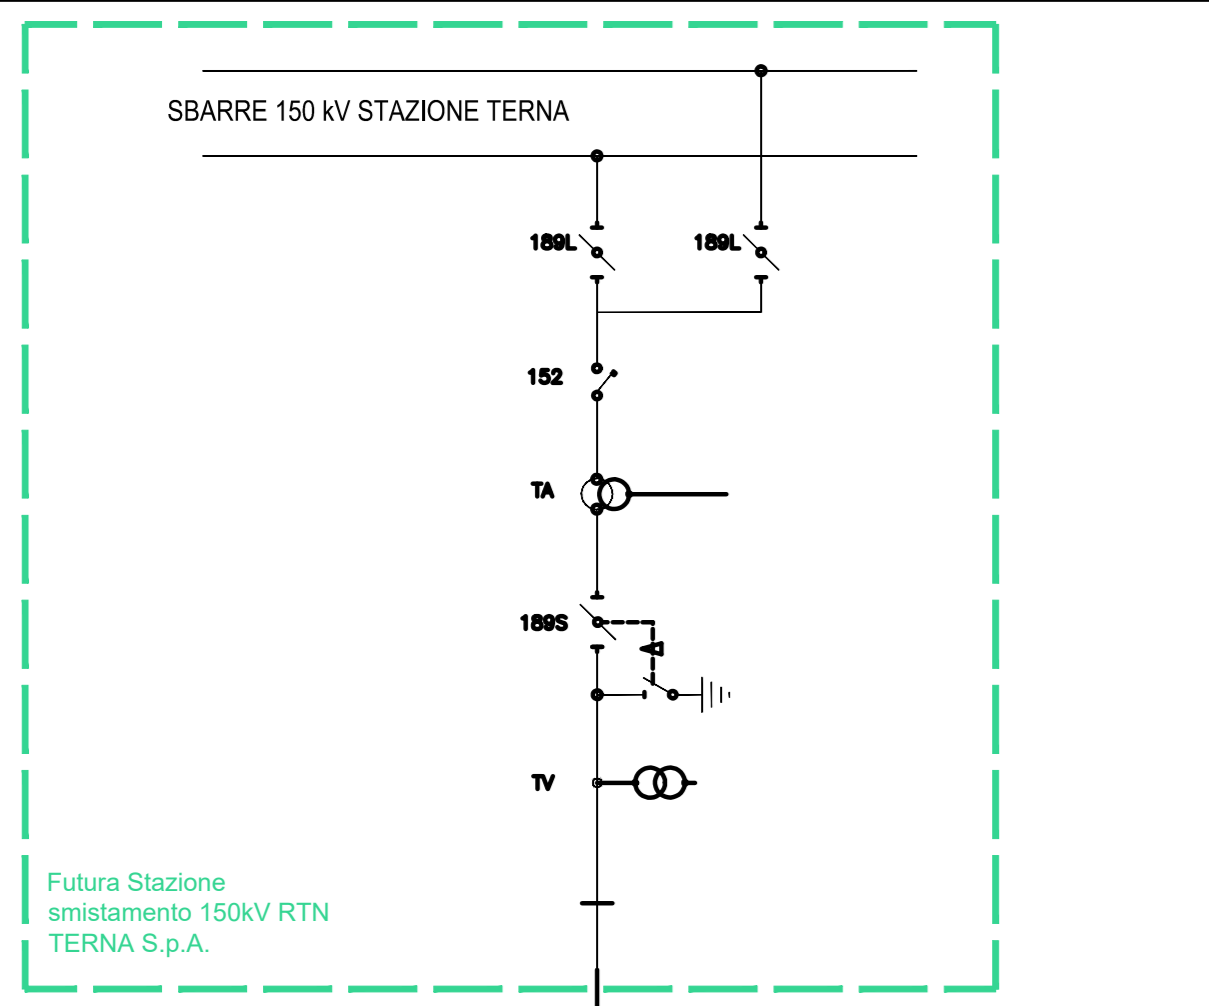 SBARRE 150 kV STAZIONE TERNA
189L
189L
152
TA
189S
TV
Futura Stazione
smistamento 150kV RTN
TERNA S.p.A.